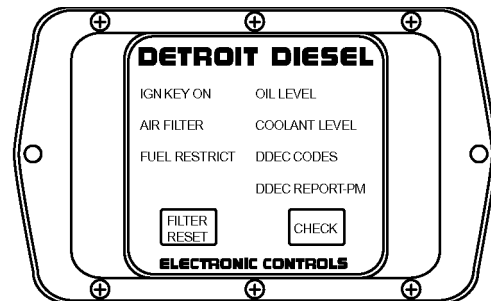 DETROIT DIESEL
IGN KEY ON OIL LEVEL
AIR FILTER COOLANT LEVEL
FUEL RESTRICT DDEC CODES
DDEC REPORT-PM
FILTER
RESET
CHECK
ELECTRONIC CONTROLS